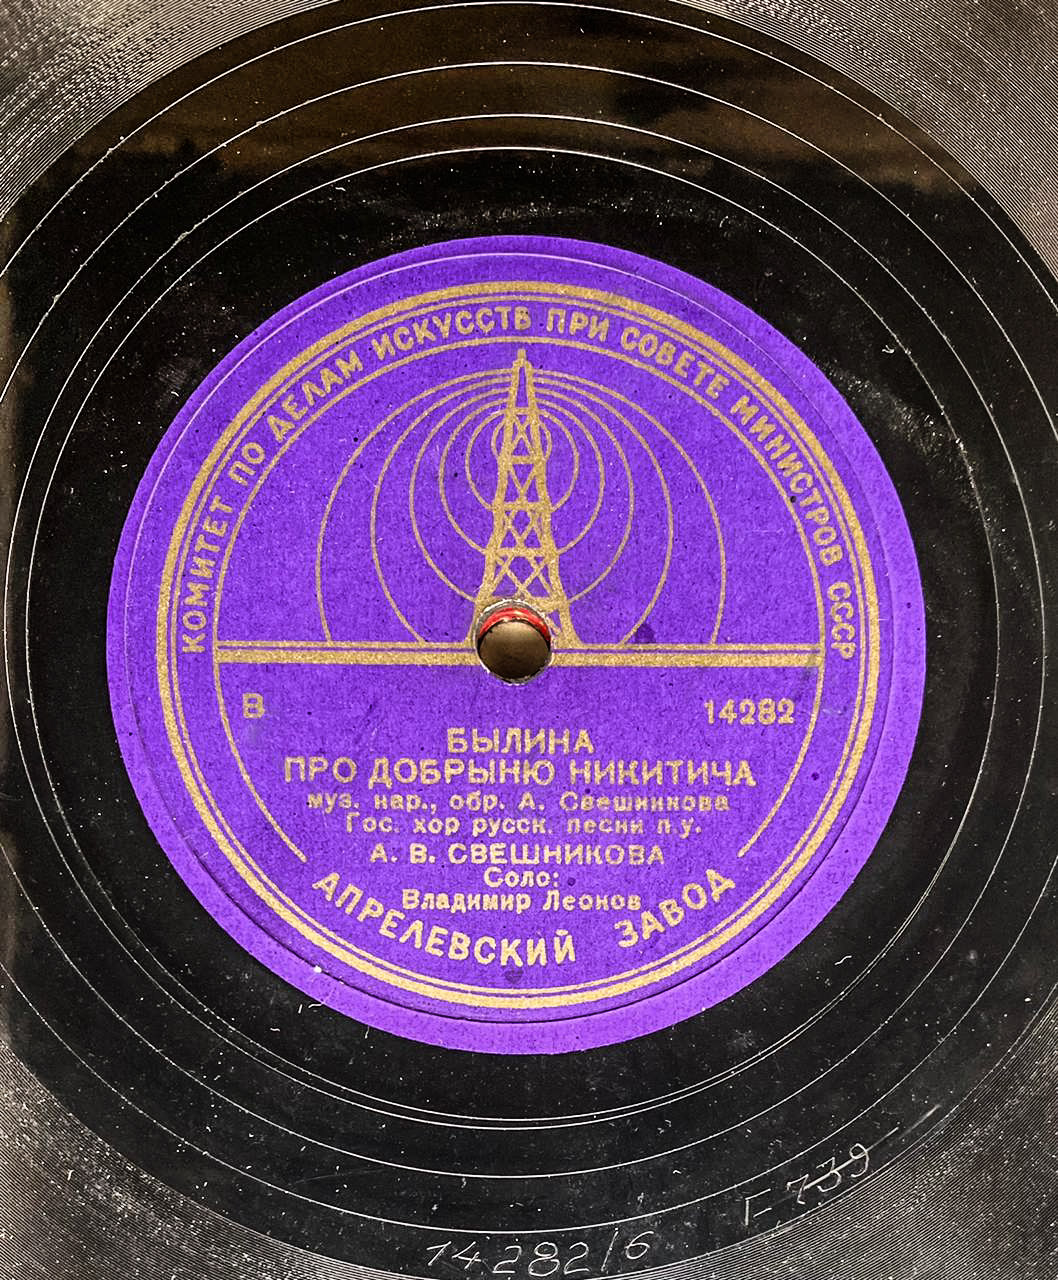 КОМИТЕТ ПО ДЕЛАМ ИСКУССТВ ПРИ СОВЕТЕ МИНИСТРОВ СССР
В 14282
БЫЛИНА
ПРО ДОБРЫНЮ НИКИТИЧА
муз. нар., обр. А. Свешникова
Гос. хор русск. песни п.у.
А. В. СВЕШНИКОВА
Соло:
Владимир Леонов
АПРЕЛЕВСКИЙ ЗАВОД
Г 739
14282/6